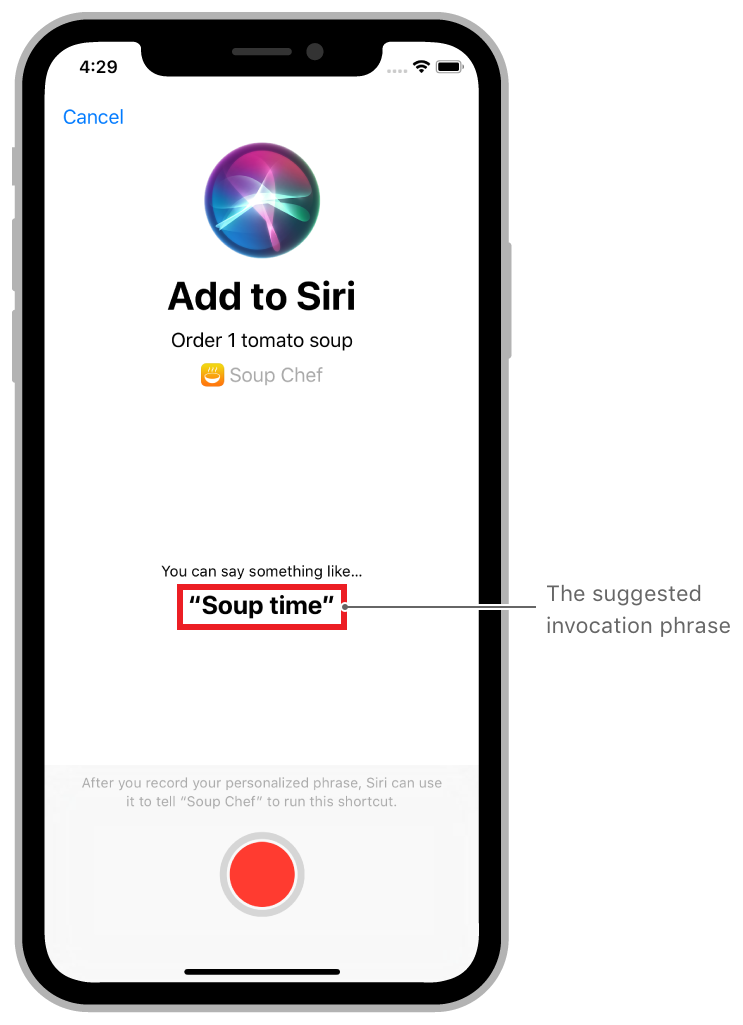 4:29
Cancel
Add to Siri
Order 1 tomato soup
Soup Chef
You can say something like...
“Soup time”
The suggested
invocation phrase
After you record your personalized phrase, Siri can use
it to tell “Soup Chef” to run this shortcut.